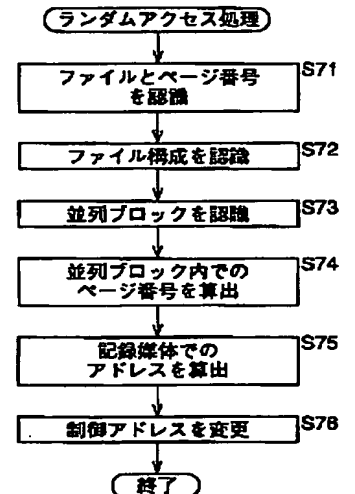 ランダムアクセス処理
S71
ファイルとページ番号
を認識
S72
ファイル構成を認識
S73
並列ブロックを認識
S74
並列ブロック内での
ページ番号を算出
S75
記録媒体での
アドレスを算出
S76
制御アドレスを変更
終了